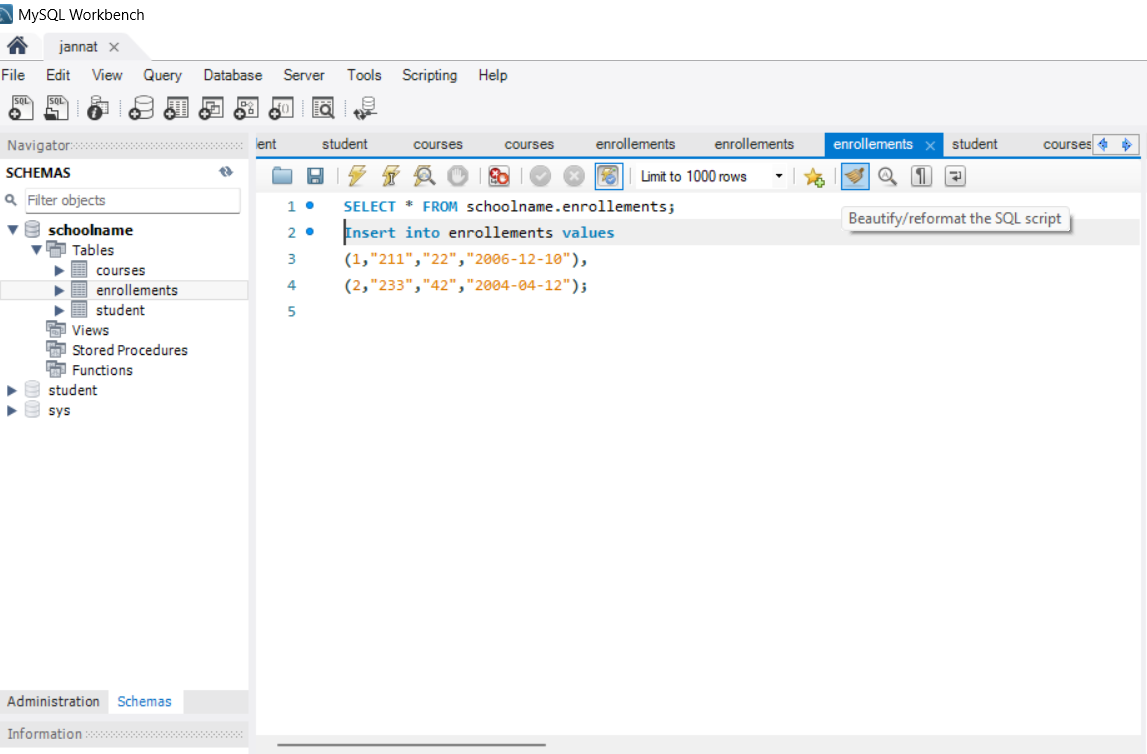 MySQL Workbench
jannat
File Edit View Query Database Server Tools Scripting Help
SQL SQL
Navigator
SCHEMAS
Filter objects
schoolname
Tables
courses
enrollements
student
Views
Stored Procedures
Functions
student
sys
Administration Schemas
Information
lent student courses courses enrollements enrollements enrollements student courses
Limit to 1000 rows
Beautify/reformat the SQL script
1 SELECT * FROM schoolname.enrollements;
2 Insert into enrollements values
3 (1,"211","22","2006-12-10"),
4 (2,"233","42","2004-04-12");
5